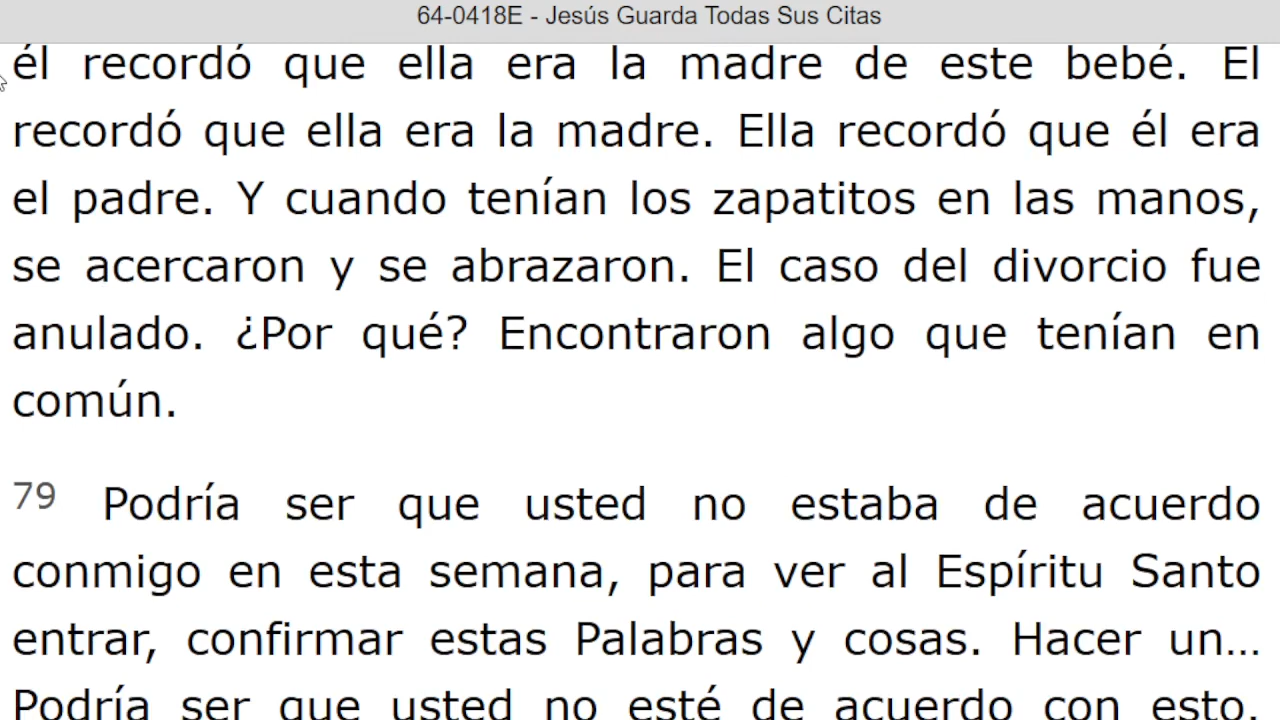 64-0418E - Jesús Guarda Todas Sus Citas
él recordó que ella era la madre de este bebé. El
recordó que ella era la madre. Ella recordó que él era
el padre. Y cuando tenían los zapatitos en las manos,
se acercaron y se abrazaron. El caso del divorcio fue
anulado. ¿Por qué? Encontraron algo que tenían en
común.
79 Podría ser que usted no estaba de acuerdo
conmigo en esta semana, para ver al Espíritu Santo
entrar, confirmar estas Palabras y cosas. Hacer un...
Podría ser que usted no esté de acuerdo con esto.